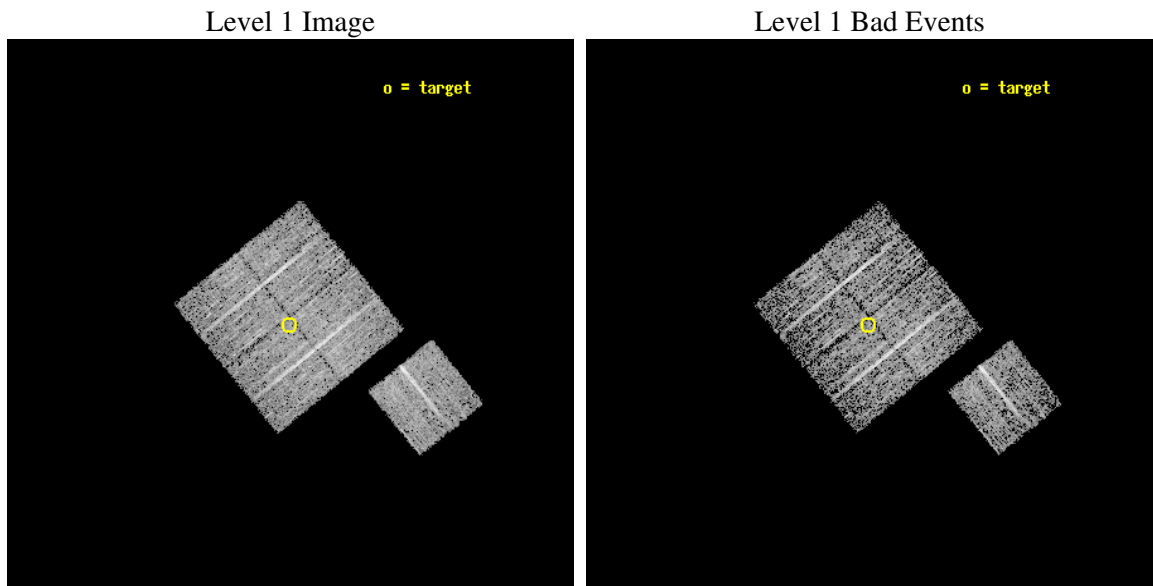 Level 1 Image
Level 1 Bad Events
o = target
o = target